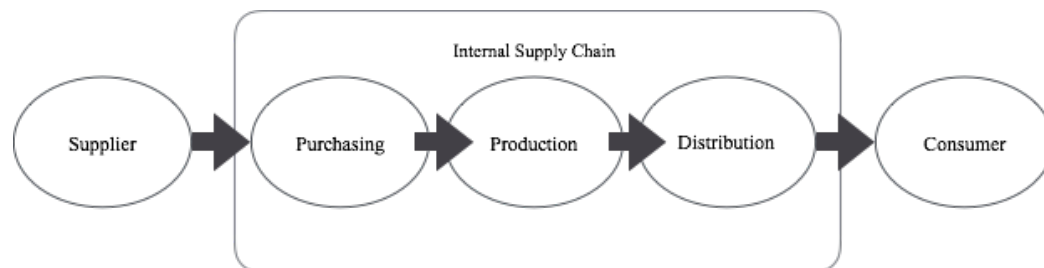 Internal Supply Chain
Supplier
Purchasing
Production
Distribution
Consumer